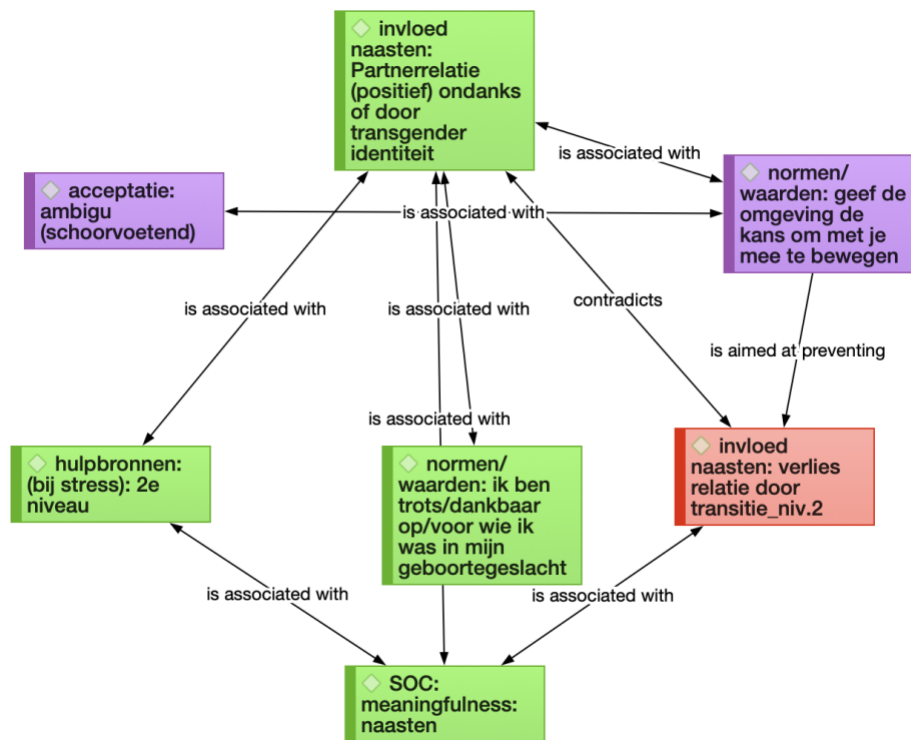 invloed
naasten:
Partnerrelatie
(positief) ondanks
of door
transgender
identiteit
is associated with
acceptatie:
ambigu
(schoorvoetend)
is associated with
normen/
waarden: geef de
omgeving de
kans om met je
mee te bewegen
is associated with
is associated with
contradicts
is aimed at preventing
is associated with
hulpbronnen:
(bij stress): 2e
niveau
normen/
waarden: ik ben
trots/dankbaar
op/voor wie ik
was in mijn
geboortegeslacht
invloed
naasten: verlies
relatie door
transitie_niv.2
is associated with
is associated with
SOC:
meaningfulness:
naasten